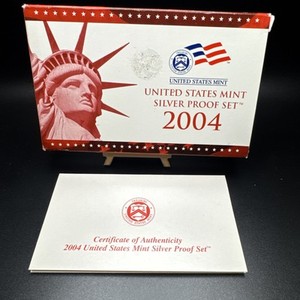 UNITED STATES MINT
UNITED STATES MINT
SILVER PROOF SET™
2004
Certificate of Authenticity
2004 United States Mint Silver Proof Set™